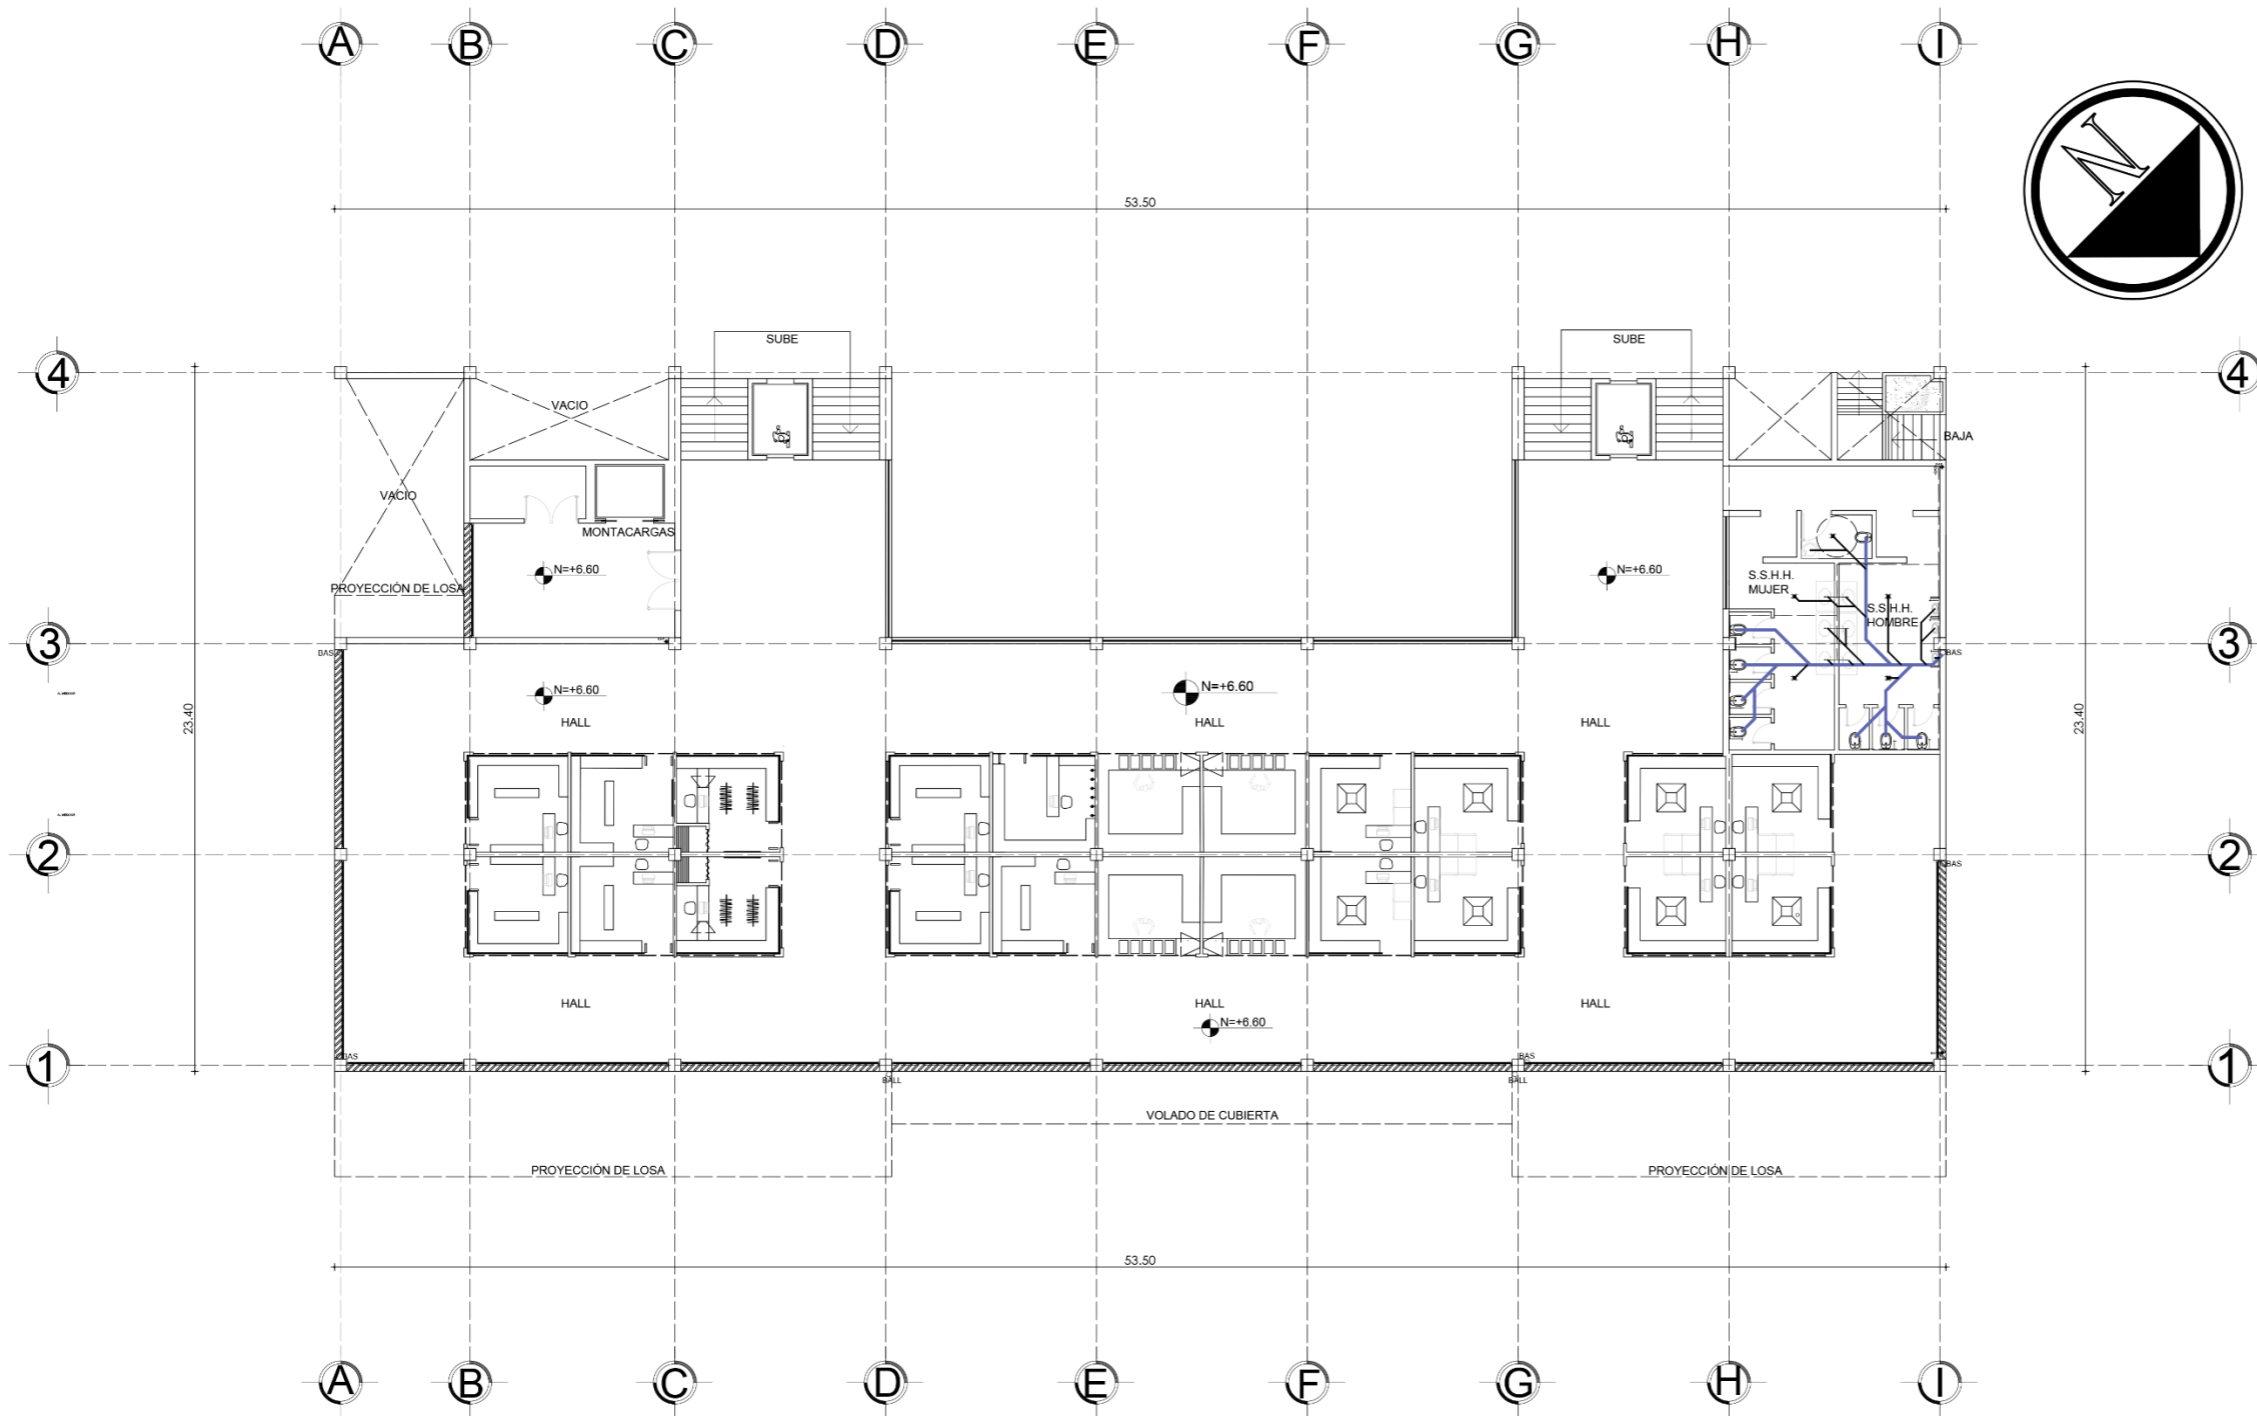 A B C D E F G H I
N
53.50
SUBE
SUBE
4
4
VACIO
BAJA
VACIO
MONTACARGAS
N=+6.60
N=+6.60
PROYECCIÓN DE LOSA
S.S.H.H.
MUJER
S.S.H.H.
HOMBRE
3
3
BAS
BAS
N=+6.60
N=+6.60
23.40
HALL
HALL
HALL
23.40
2
2
BAS
HALL
HALL
HALL
N=+6.60
BAS
BAS
1
1
BALL
BALL
VOLADO DE CUBIERTA
PROYECCIÓN DE LOSA
PROYECCIÓN DE LOSA
53.50
A B C D E F G H I